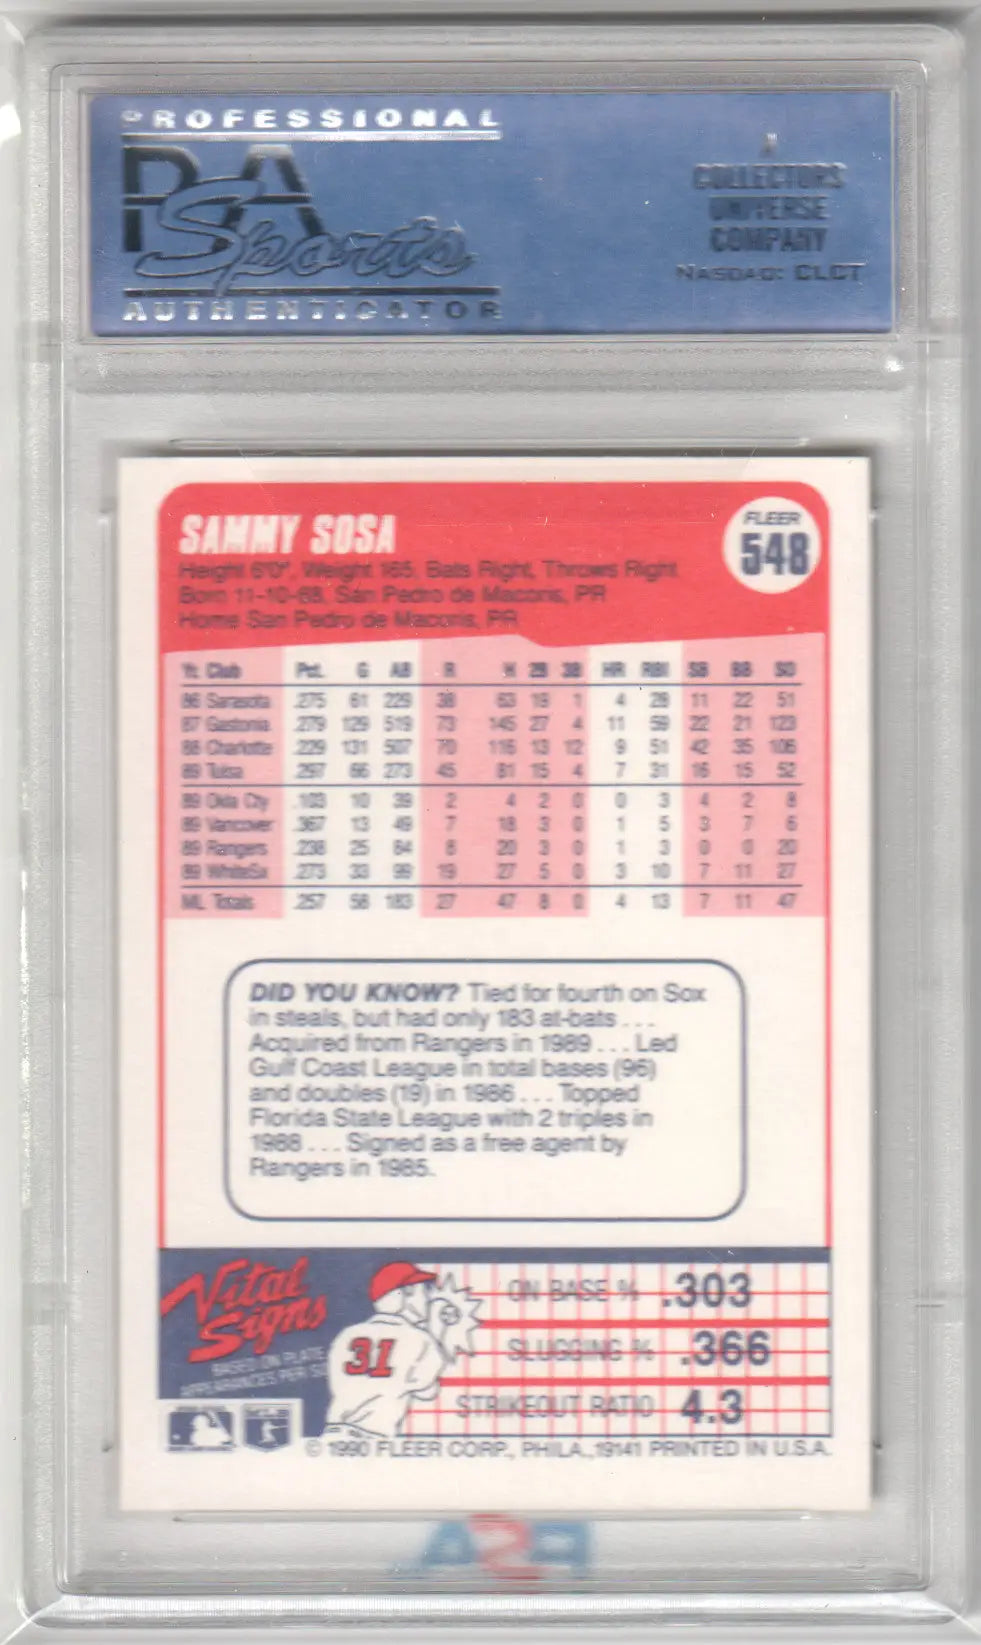 PROFESSIONAL
PSA
Sports
AUTHENTICATOR
A
COLLECTORS
UNIVERSE
COMPANY
NASDAQ: CLCT
SAMMY SOSA
FLEER
548
Height 6'0", Weight 165, Bats Right, Throws Right
Born 11-10-68, San Pedro de Macoris, PR
Home San Pedro de Macoris, PR
Yr. Club Pct. G AB R H 2B 3B HR RBI SB BB SO
86 Sarasota .275 61 229 38 63 19 1 4 28 11 22 51
87 Gastonia .279 129 519 73 145 27 4 11 59 22 21 123
88 Charlotte .229 131 507 70 116 13 12 9 51 42 35 106
89 Tulsa .297 66 273 45 81 15 4 7 31 16 15 52
89 Okla Cty .103 10 39 2 4 2 0 0 3 4 2 8
89 Vancover .367 13 49 7 18 3 0 1 5 3 7 6
89 Rangers .238 25 84 8 20 3 0 1 3 0 0 20
89 WhiteSx .273 33 99 19 27 5 0 3 10 7 11 27
ML Totals .257 58 183 27 47 8 0 4 13 7 11 47
DID YOU KNOW? Tied for fourth on Sox
in steals, but had only 183 at-bats . . .
Acquired from Rangers in 1989 . . . Led
Gulf Coast League in total bases (96)
and doubles (19) in 1986 . . . Topped
Florida State League with 2 triples in
1988 . . . Signed as a free agent by
Rangers in 1985.
Vital
Signs
BASED ON PLATE
APPEARANCES PER
31
ON BASE % .303
SLUGGING % .366
STRIKEOUT RATIO 4.3
© 1990 FLEER CORP., PHILA., 19141 PRINTED IN U.S.A.
PSA